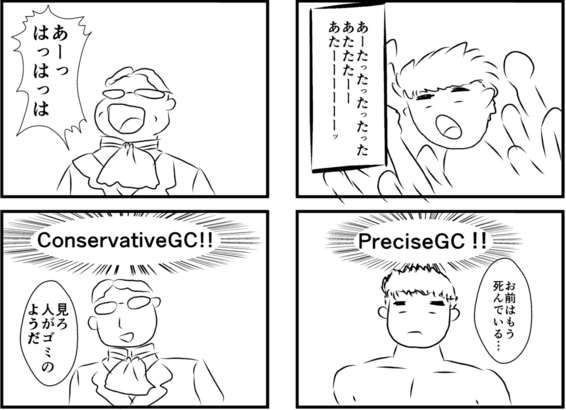 あーたったったったった
あたたたーー
あたーーーーーーッ
PreciseGC !!
お前はもう
死んでいる…
あーっ
はっはっは
ConservativeGC!!
見ろ
人がゴミの
ようだ